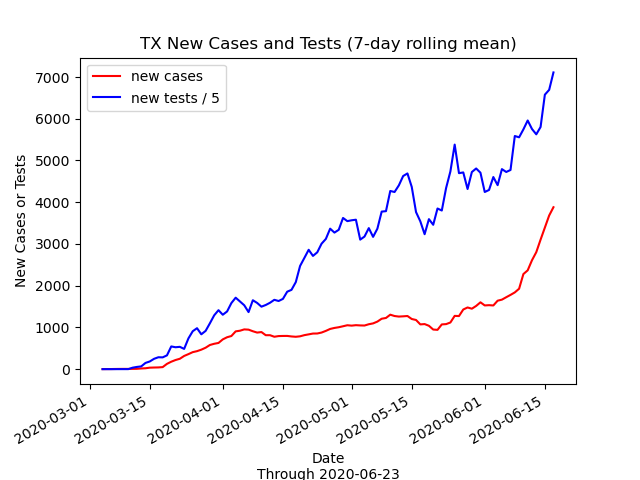 TX New Cases and Tests (7-day rolling mean)
new cases
new tests / 5
New Cases or Tests
7000
6000
5000
4000
3000
2000
1000
0
2020-03-01
2020-03-15
2020-04-01
2020-04-15
2020-05-01
2020-05-15
2020-06-01
2020-06-15
Date
Through 2020-06-23